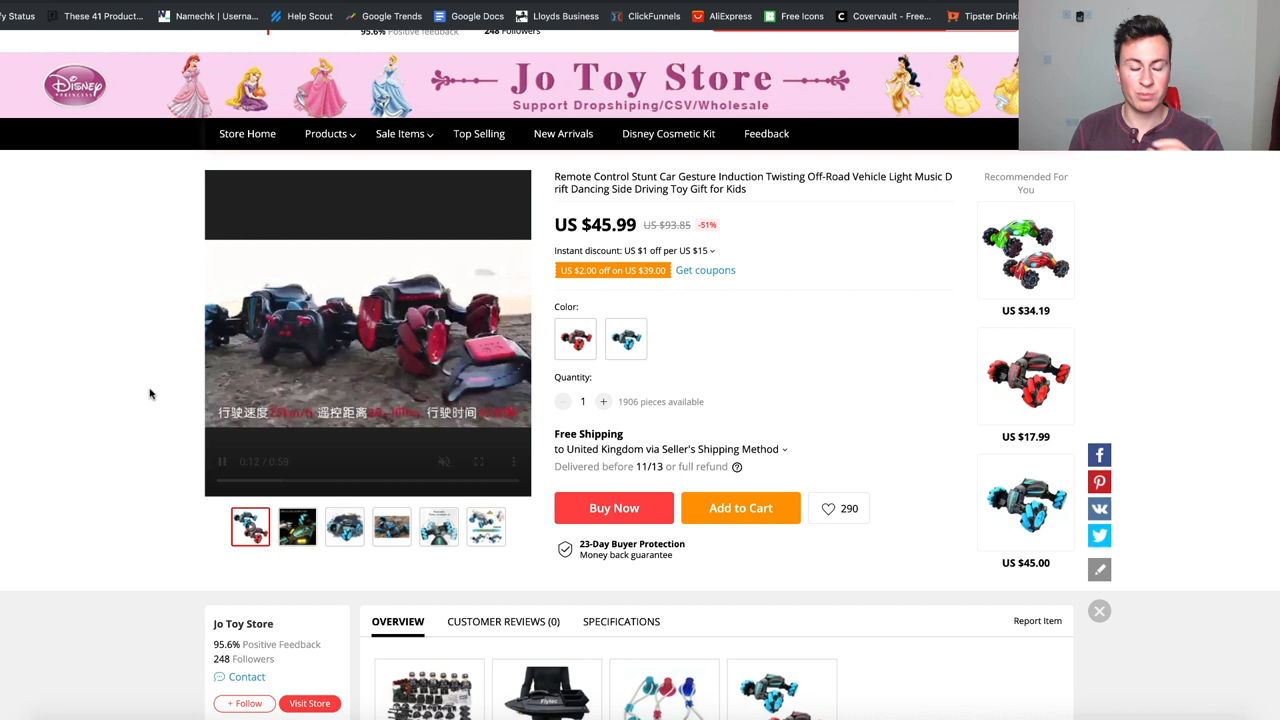 fy Status
These 41 Product...
Namechk | Userna...
Help Scout
Google Trends
Google Docs
Lloyds Business
ClickFunnels
AliExpress
Free Icons
Covervault - Free...
Tipster Drinki
95.6% Positive feedback
248 Followers
Disney
PRINCESS
Jo Toy Store
Support Dropshiping/CSV/Wholesale
Store Home
Products
Sale Items
Top Selling
New Arrivals
Disney Cosmetic Kit
Feedback
Remote Control Stunt Car Gesture Induction Twisting Off-Road Vehicle Light Music D
rift Dancing Side Driving Toy Gift for Kids
US $45.99 US $93.85 -51%
Instant discount: US $1 off per US $15
US $2.00 off on US $39.00 Get coupons
Color:
Quantity:
1
1906 pieces available
Free Shipping
to United Kingdom via Seller's Shipping Method
Delivered before 11/13 or full refund
Buy Now
Add to Cart
290
23-Day Buyer Protection
Money back guarantee
行驶速度 遥控距离 行驶时间
0:12 / 0:59
Recommended For
You
US $34.19
US $17.99
US $45.00
Jo Toy Store
95.6% Positive Feedback
248 Followers
Contact
+ Follow
Visit Store
OVERVIEW
CUSTOMER REVIEWS (0)
SPECIFICATIONS
Report Item
Flytec